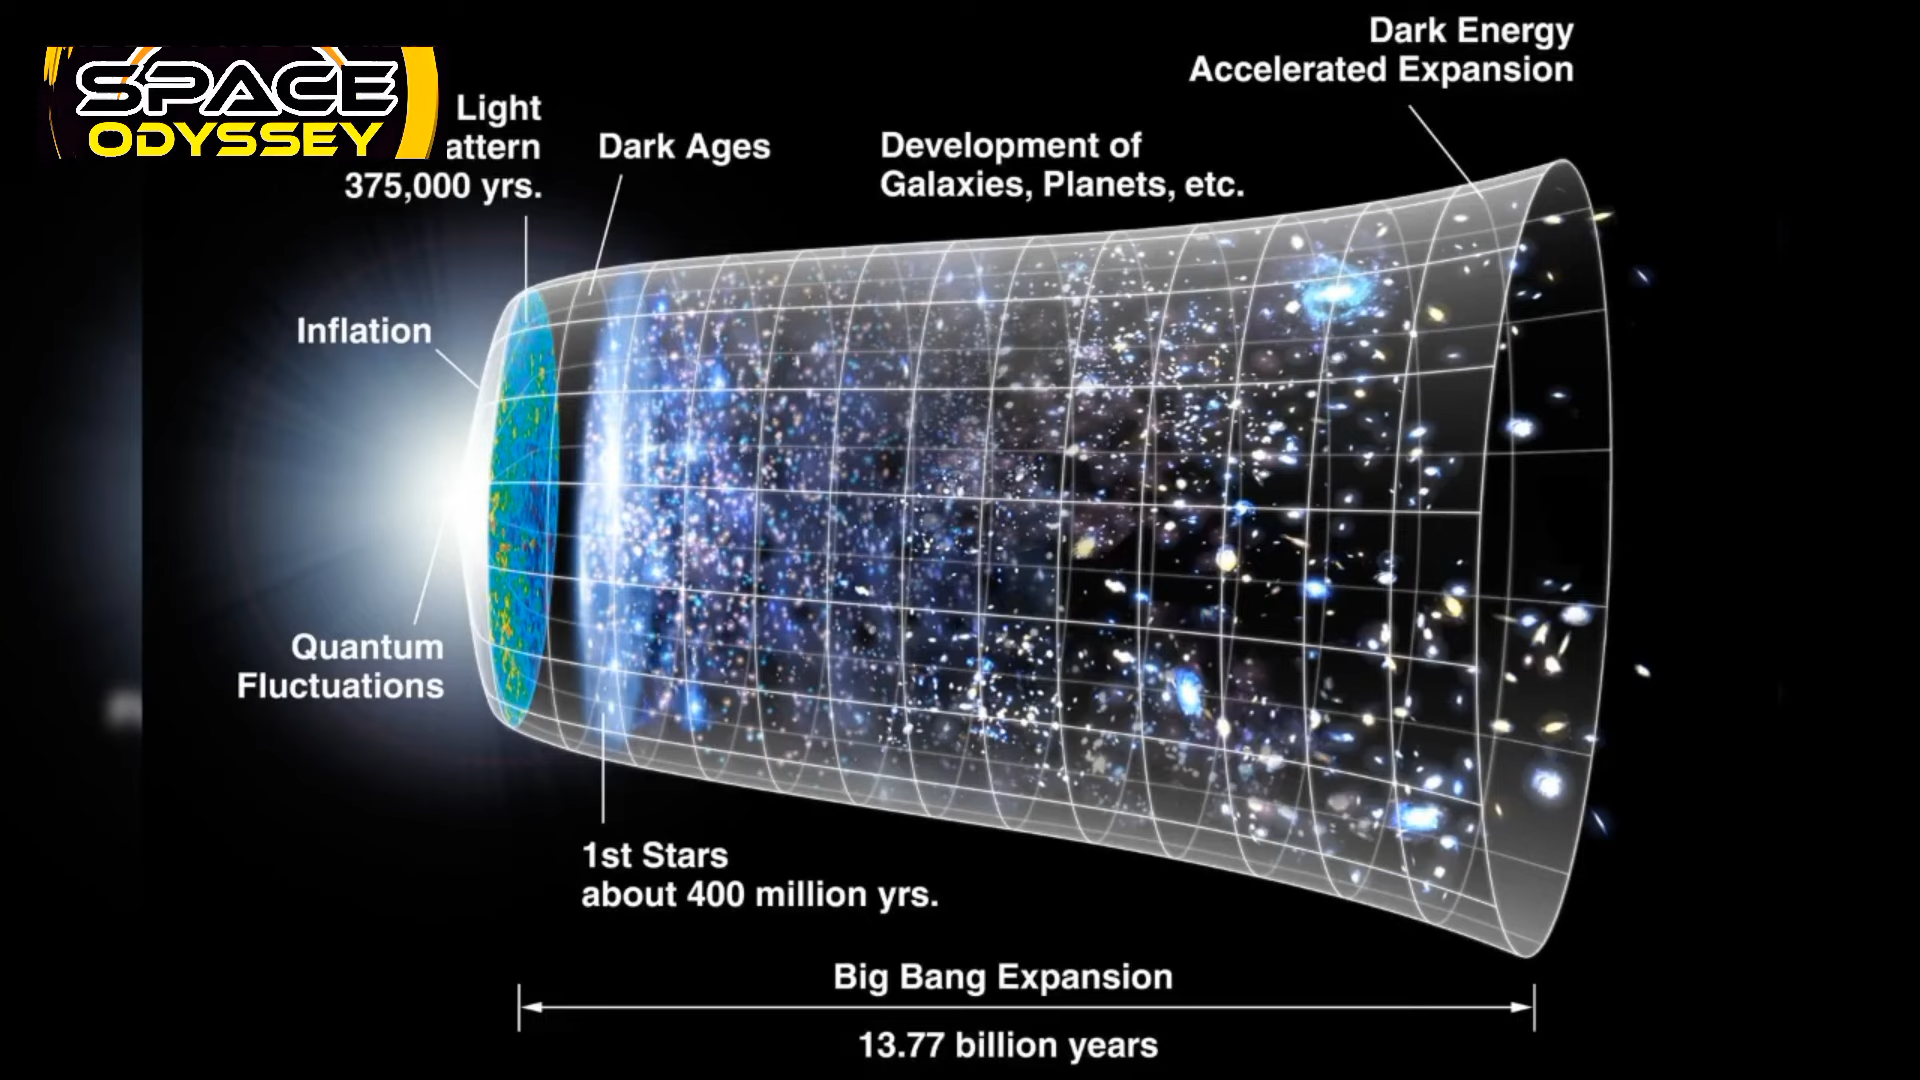 SPACE
ODYSSEY
Light
attern
375,000 yrs.
Dark Ages
Development of
Galaxies, Planets, etc.
Dark Energy
Accelerated Expansion
Inflation
Quantum
Fluctuations
1st Stars
about 400 million yrs.
Big Bang Expansion
13.77 billion years